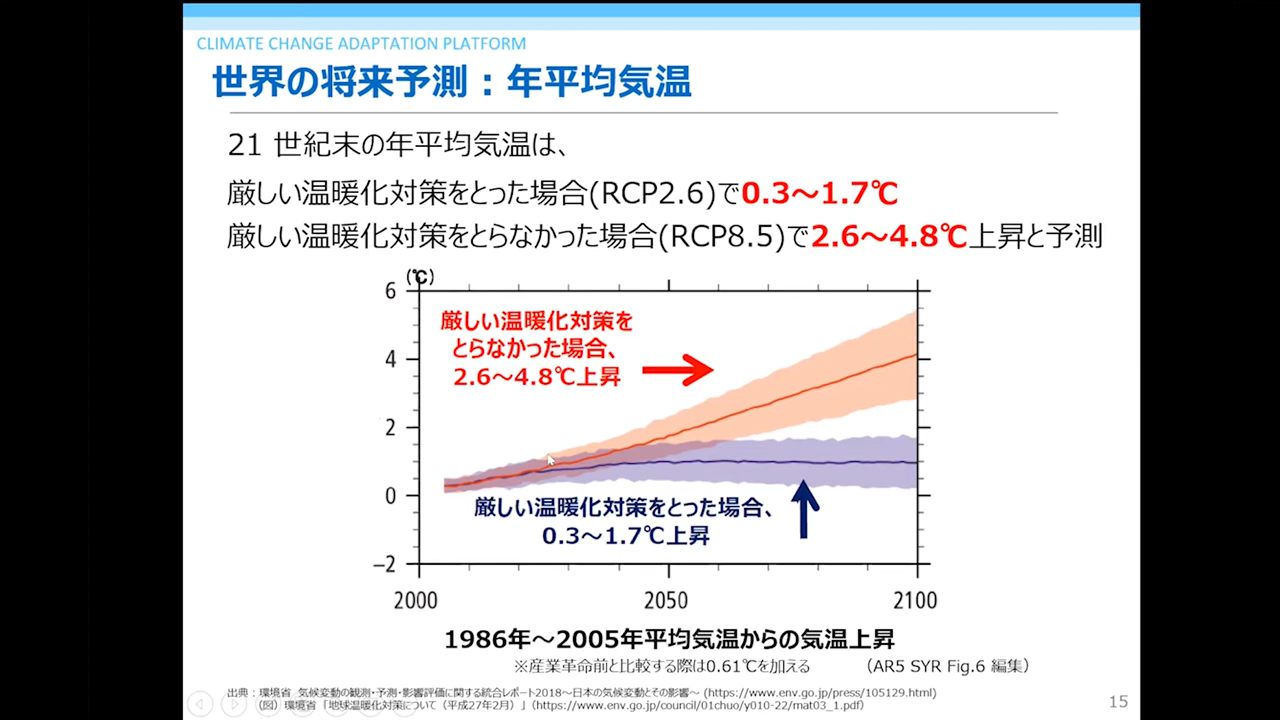 CLIMATE CHANGE ADAPTATION PLATFORM
世界の将来予測：年平均気温
21 世紀末の年平均気温は、
厳しい温暖化対策をとった場合(RCP2.6)で0.3～1.7℃
厳しい温暖化対策をとらなかった場合(RCP8.5)で2.6～4.8℃上昇と予測
(℃)
6
4
2
0
−2
厳しい温暖化対策を
とらなかった場合、
2.6～4.8℃上昇
厳しい温暖化対策をとった場合、
0.3～1.7℃上昇
2000 2050 2100
1986年～2005年平均気温からの気温上昇
※産業革命前と比較する際は0.61℃を加える （AR5 SYR Fig.6 編集）
出典：環境省 気候変動の観測・予測・影響評価に関する統合レポート2018～日本の気候変動とその影響～ (https://www.env.go.jp/press/105129.html)
（図）環境省「地球温暖化対策について（平成27年2月）」（https://www.env.go.jp/council/01chuo/y010-22/mat03_1.pdf）
15